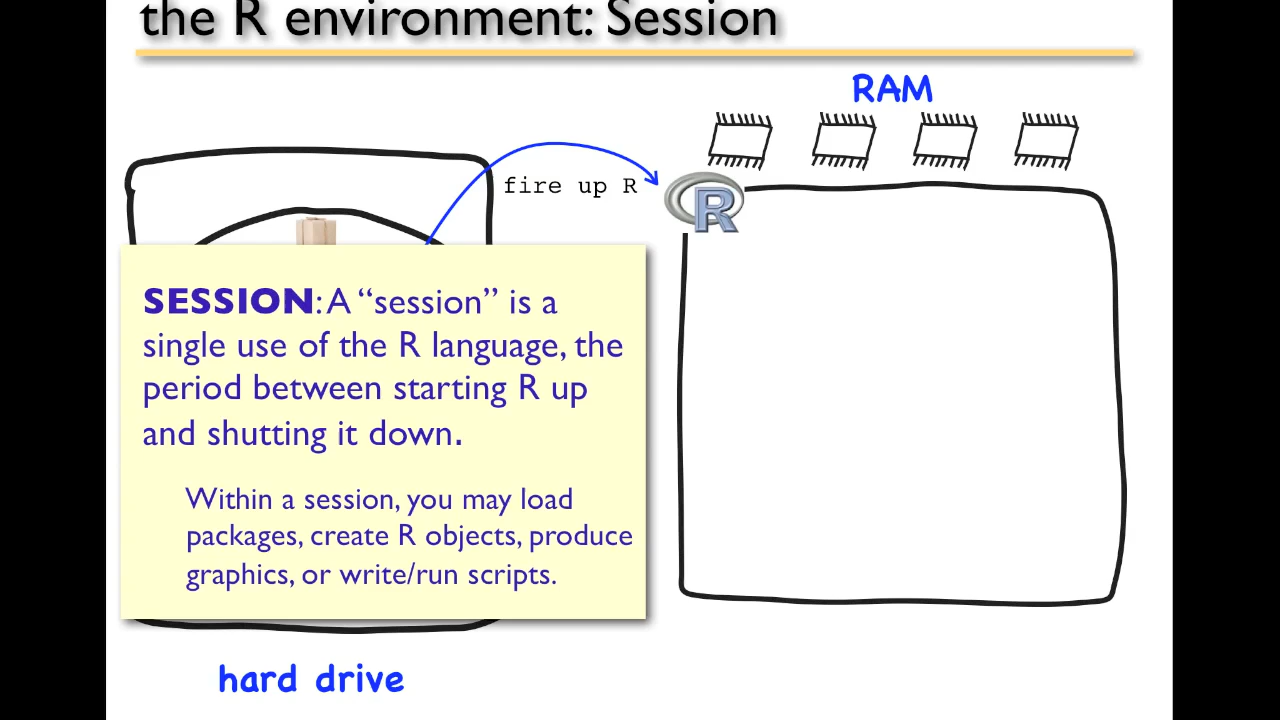 the R environment: Session
RAM
fire up R
R
SESSION: A “session” is a
single use of the R language, the
period between starting R up
and shutting it down.
Within a session, you may load
packages, create R objects, produce
graphics, or write/run scripts.
hard drive